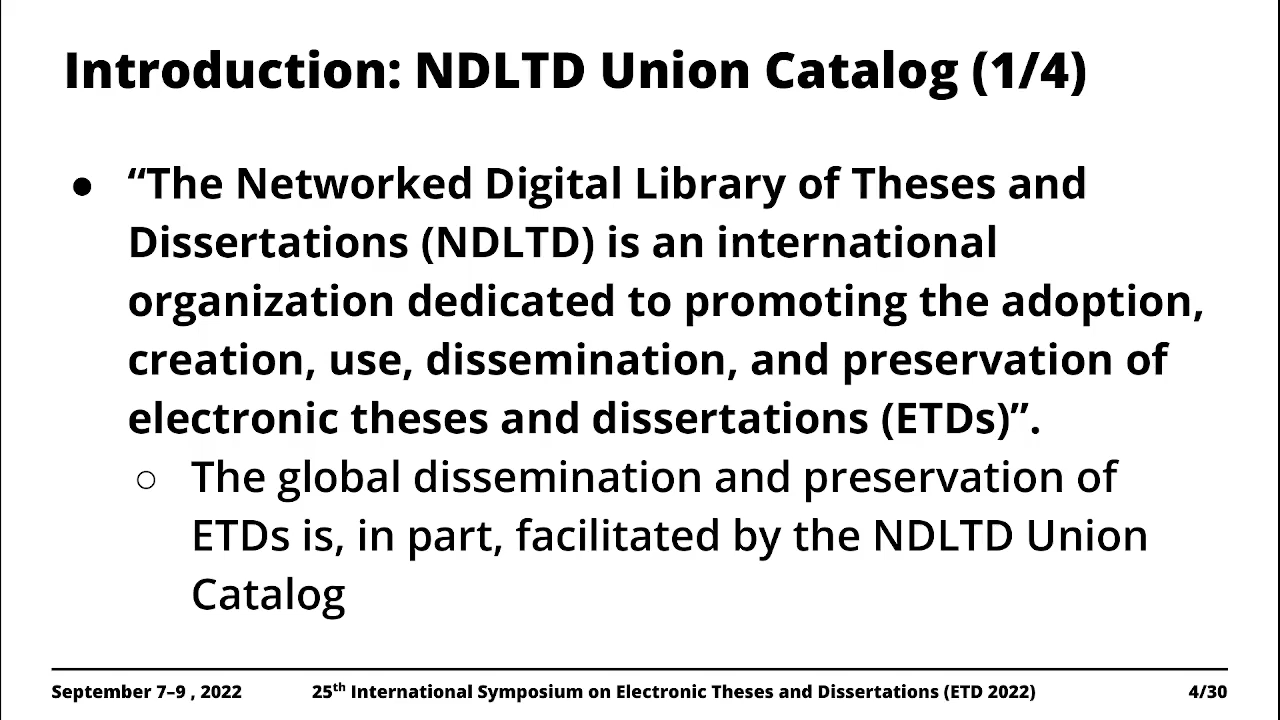 Introduction: NDLTD Union Catalog (1/4)
● “The Networked Digital Library of Theses and
Dissertations (NDLTD) is an international
organization dedicated to promoting the adoption,
creation, use, dissemination, and preservation of
electronic theses and dissertations (ETDs)”.
○ The global dissemination and preservation of
ETDs is, in part, facilitated by the NDLTD Union
Catalog
September 7–9 , 2022 25th International Symposium on Electronic Theses and Dissertations (ETD 2022) 4/30